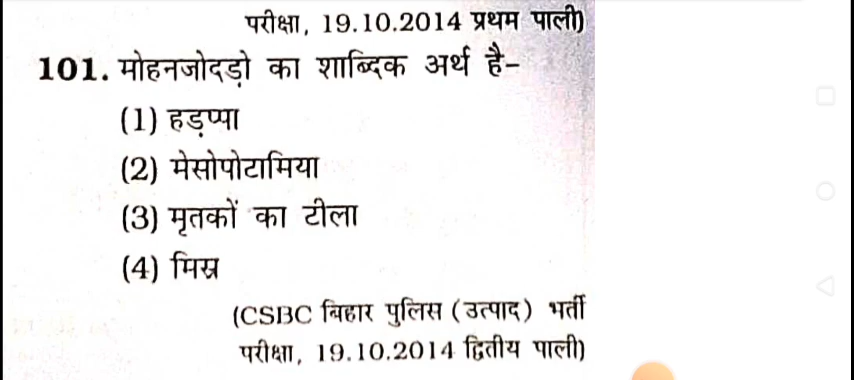 परीक्षा, 19.10.2014 प्रथम पाली)
101. मोहनजोदड़ो का शाब्दिक अर्थ है–
(1) हड़प्पा
(2) मेसोपोटामिया
(3) मृतकों का टीला
(4) मिस्र
(CSBC बिहार पुलिस (उत्पाद) भर्ती
परीक्षा, 19.10.2014 द्वितीय पाली)